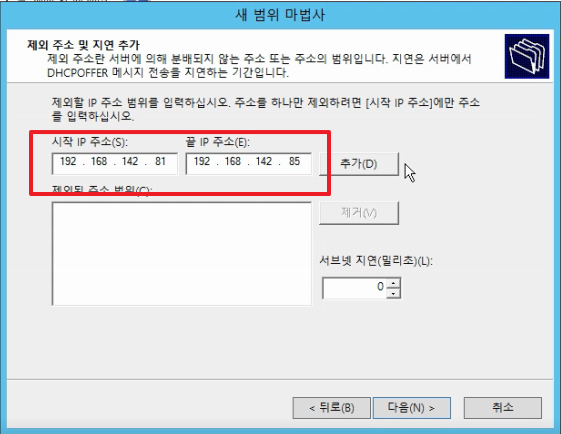 새 범위 마법사
제외 주소 및 지연 추가
제외 주소란 서버에 의해 분배되지 않는 주소 또는 주소의 범위입니다. 지연은 서버에서
DHCPOFFER 메시지 전송을 지연하는 기간입니다.
제외할 IP 주소 범위를 입력하십시오. 주소를 하나만 제외하려면 [시작 IP 주소]에만 주소
를 입력하십시오.
시작 IP 주소(S): 끝 IP 주소(E):
192 . 168 . 142 . 81 192 . 168 . 142 . 85 추가(D)
제외된 주소 범위(C):
제거(V)
서브넷 지연(밀리초)(L):
0
< 뒤로(B) 다음(N) > 취소